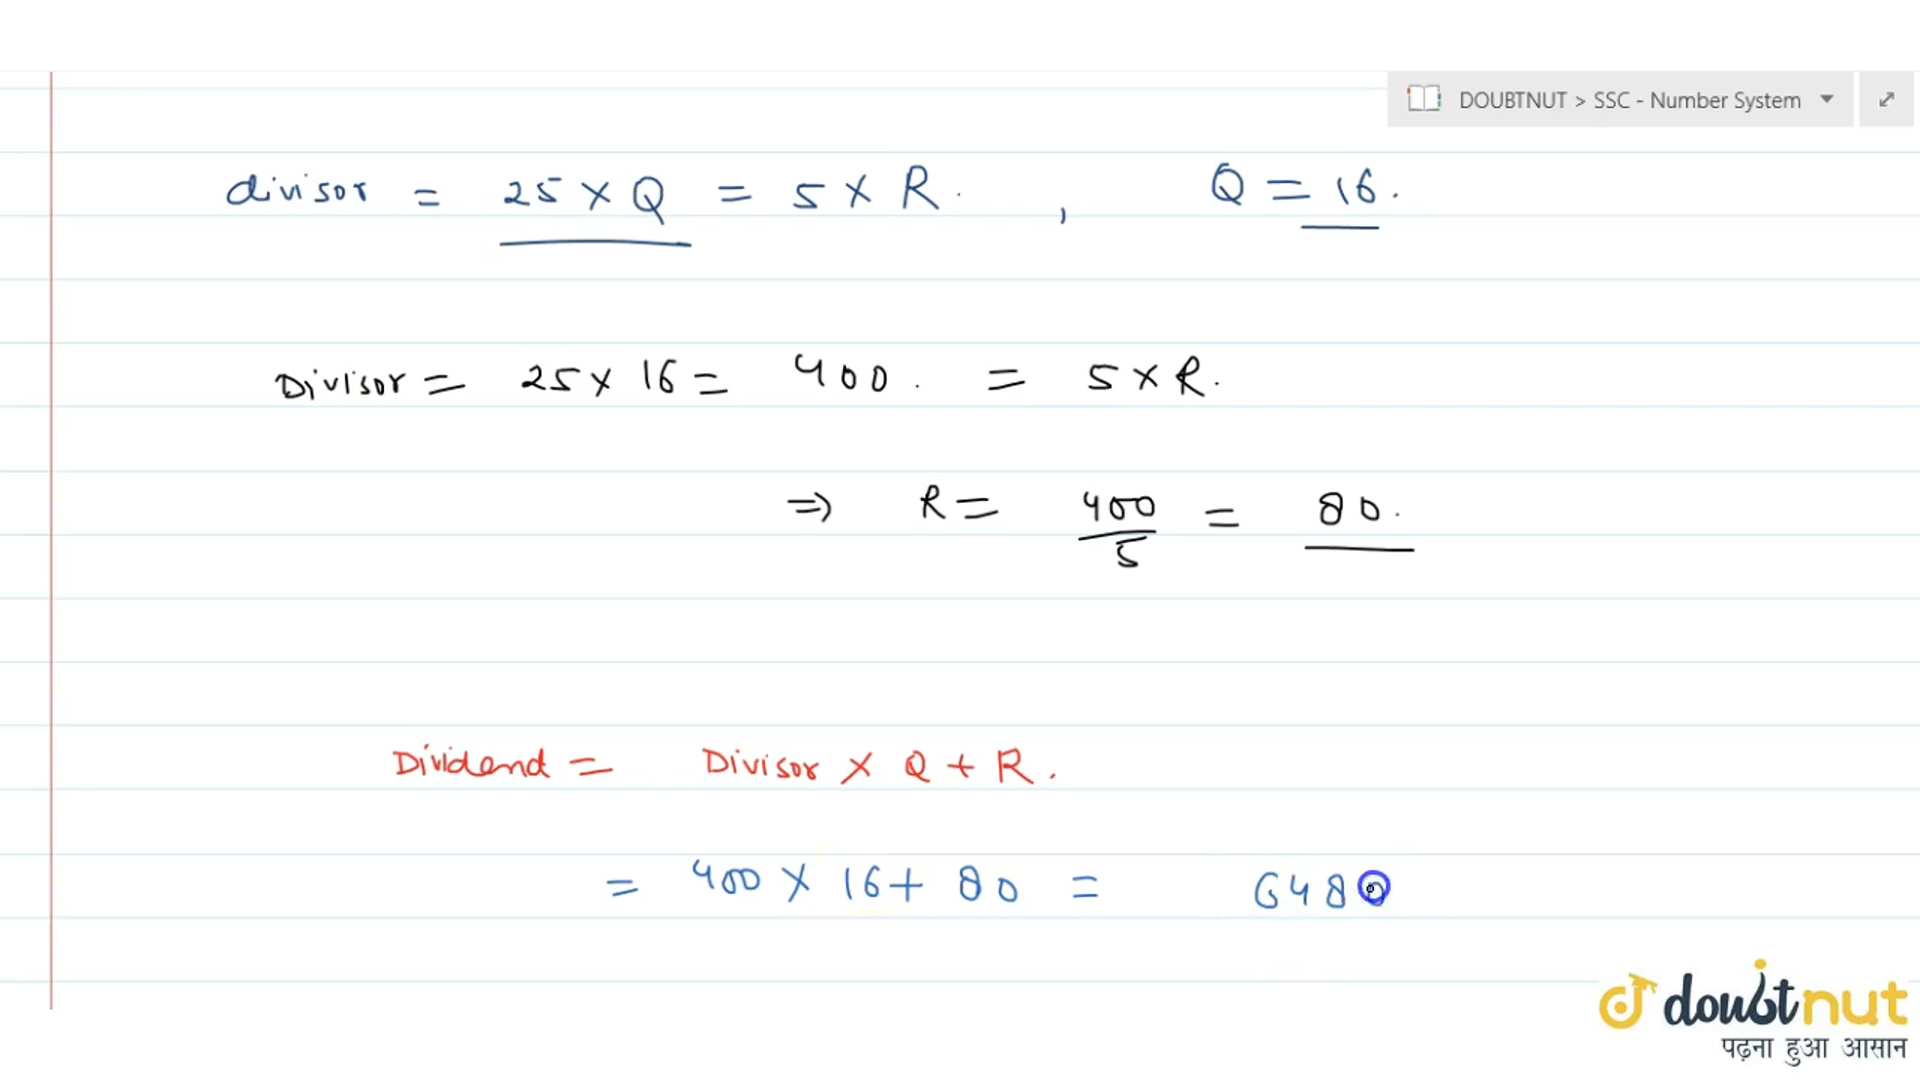 DOUBTNUT > SSC - Number System
divisor = 25 × Q = 5 × R. , Q = 16.
Divisor = 25 × 16 = 400. = 5 × R.
⇒ R = 400/5 = 80.
Dividend = Divisor × Q + R.
= 400 × 16 + 80 = 6480
doubtnut
पढ़ना हुआ आसान